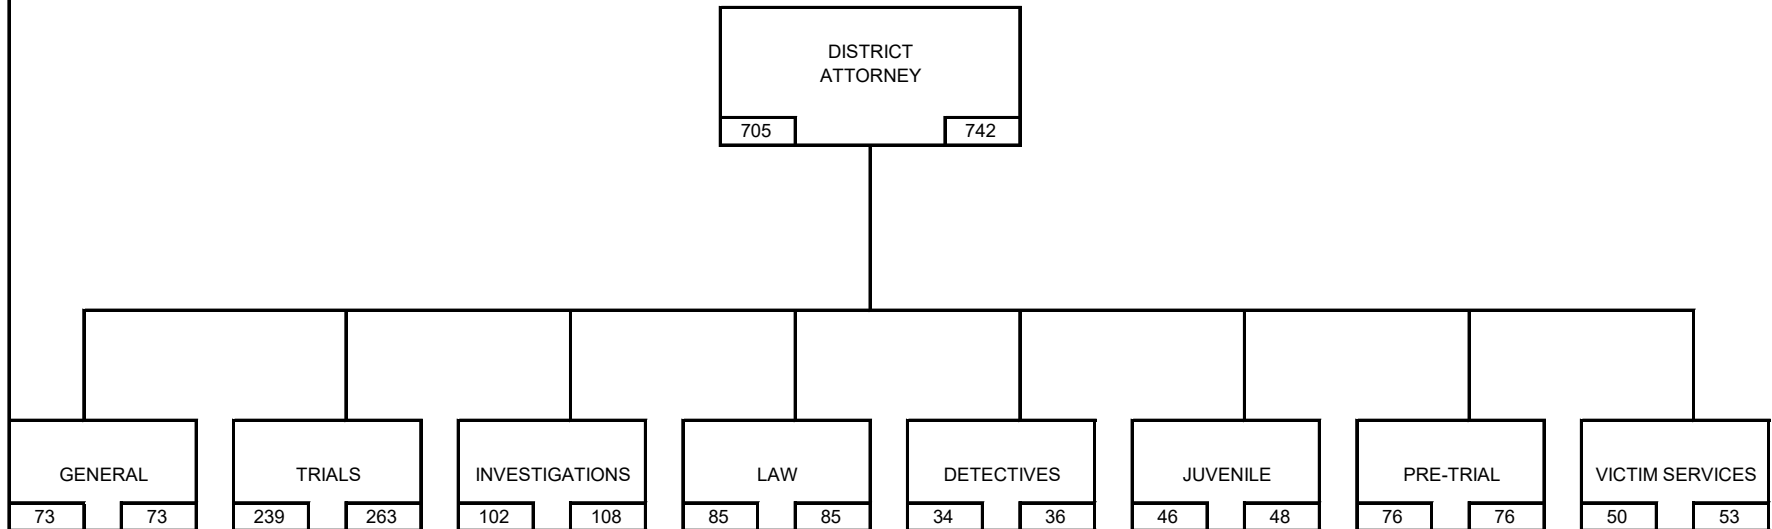 DISTRICT
ATTORNEY
705 742
GENERAL TRIALS INVESTIGATIONS LAW DETECTIVES JUVENILE PRE-TRIAL VICTIM SERVICES
73 73 239 263 102 108 85 85 34 36 46 48 76 76 50 53